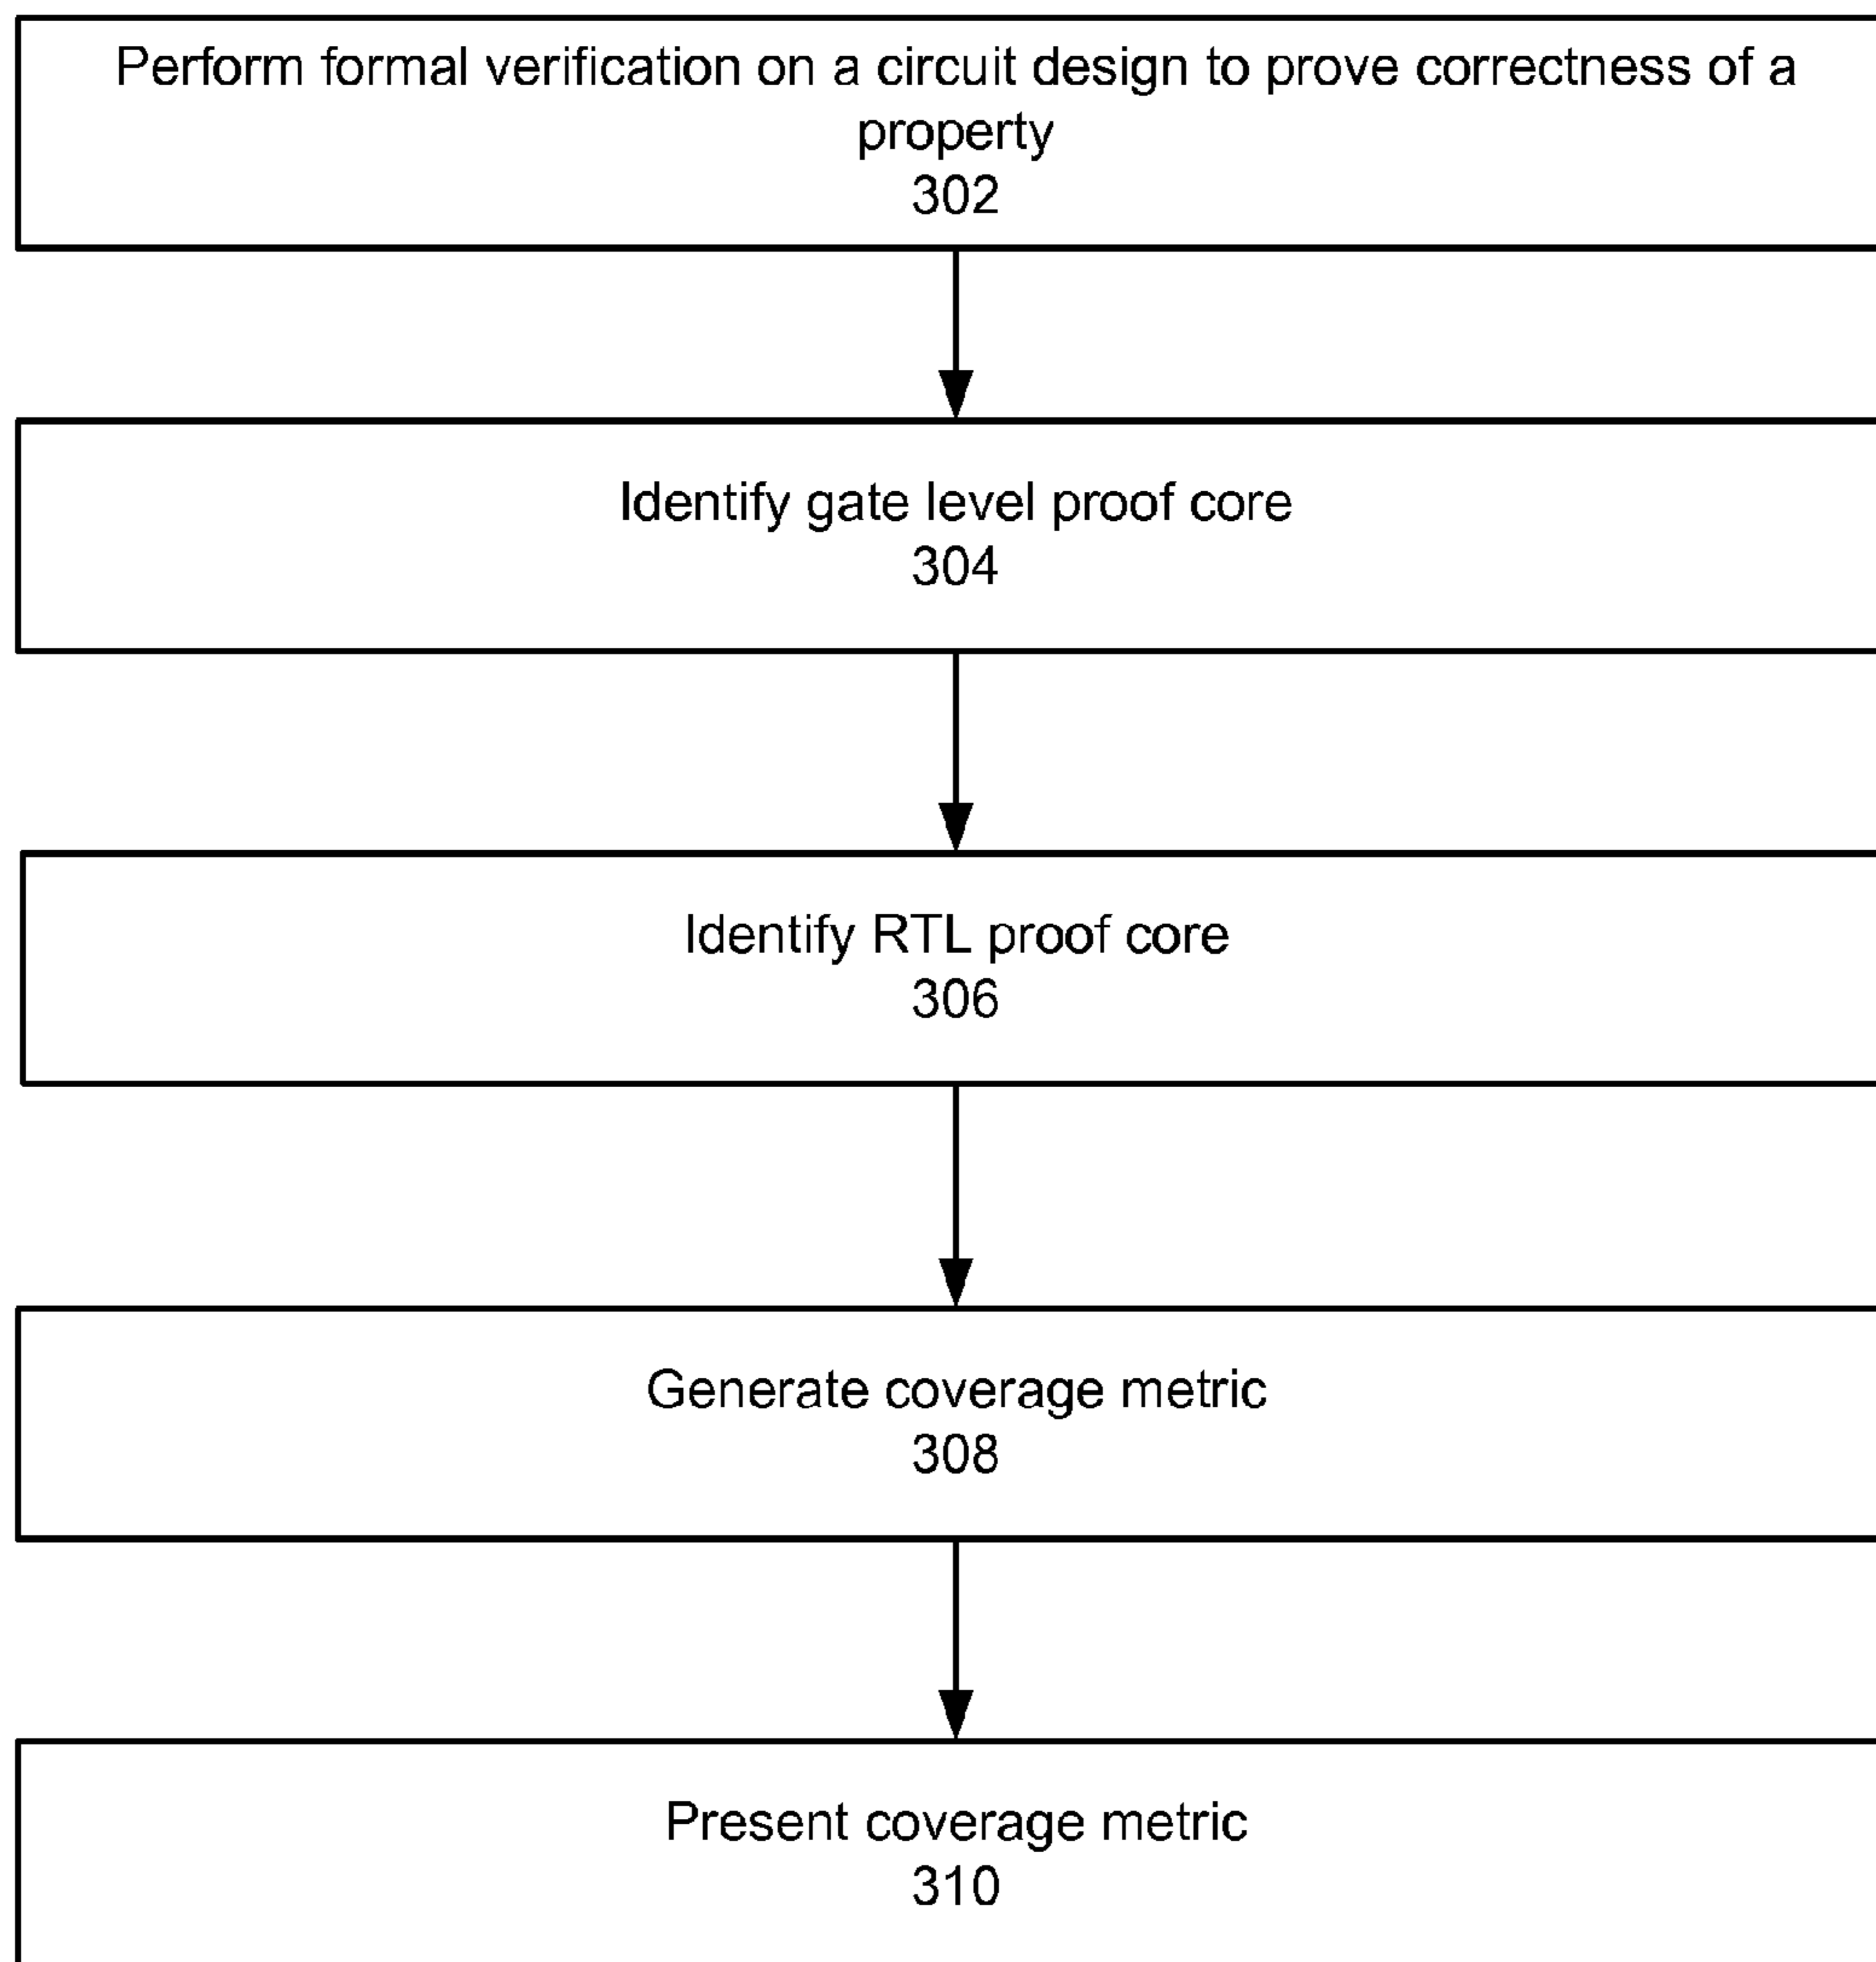 Perform formal verification on a circuit design to prove correctness of a
property
302
Identify gate level proof core
304
Identify RTL proof core
306
Generate coverage metric
308
Present coverage metric
310